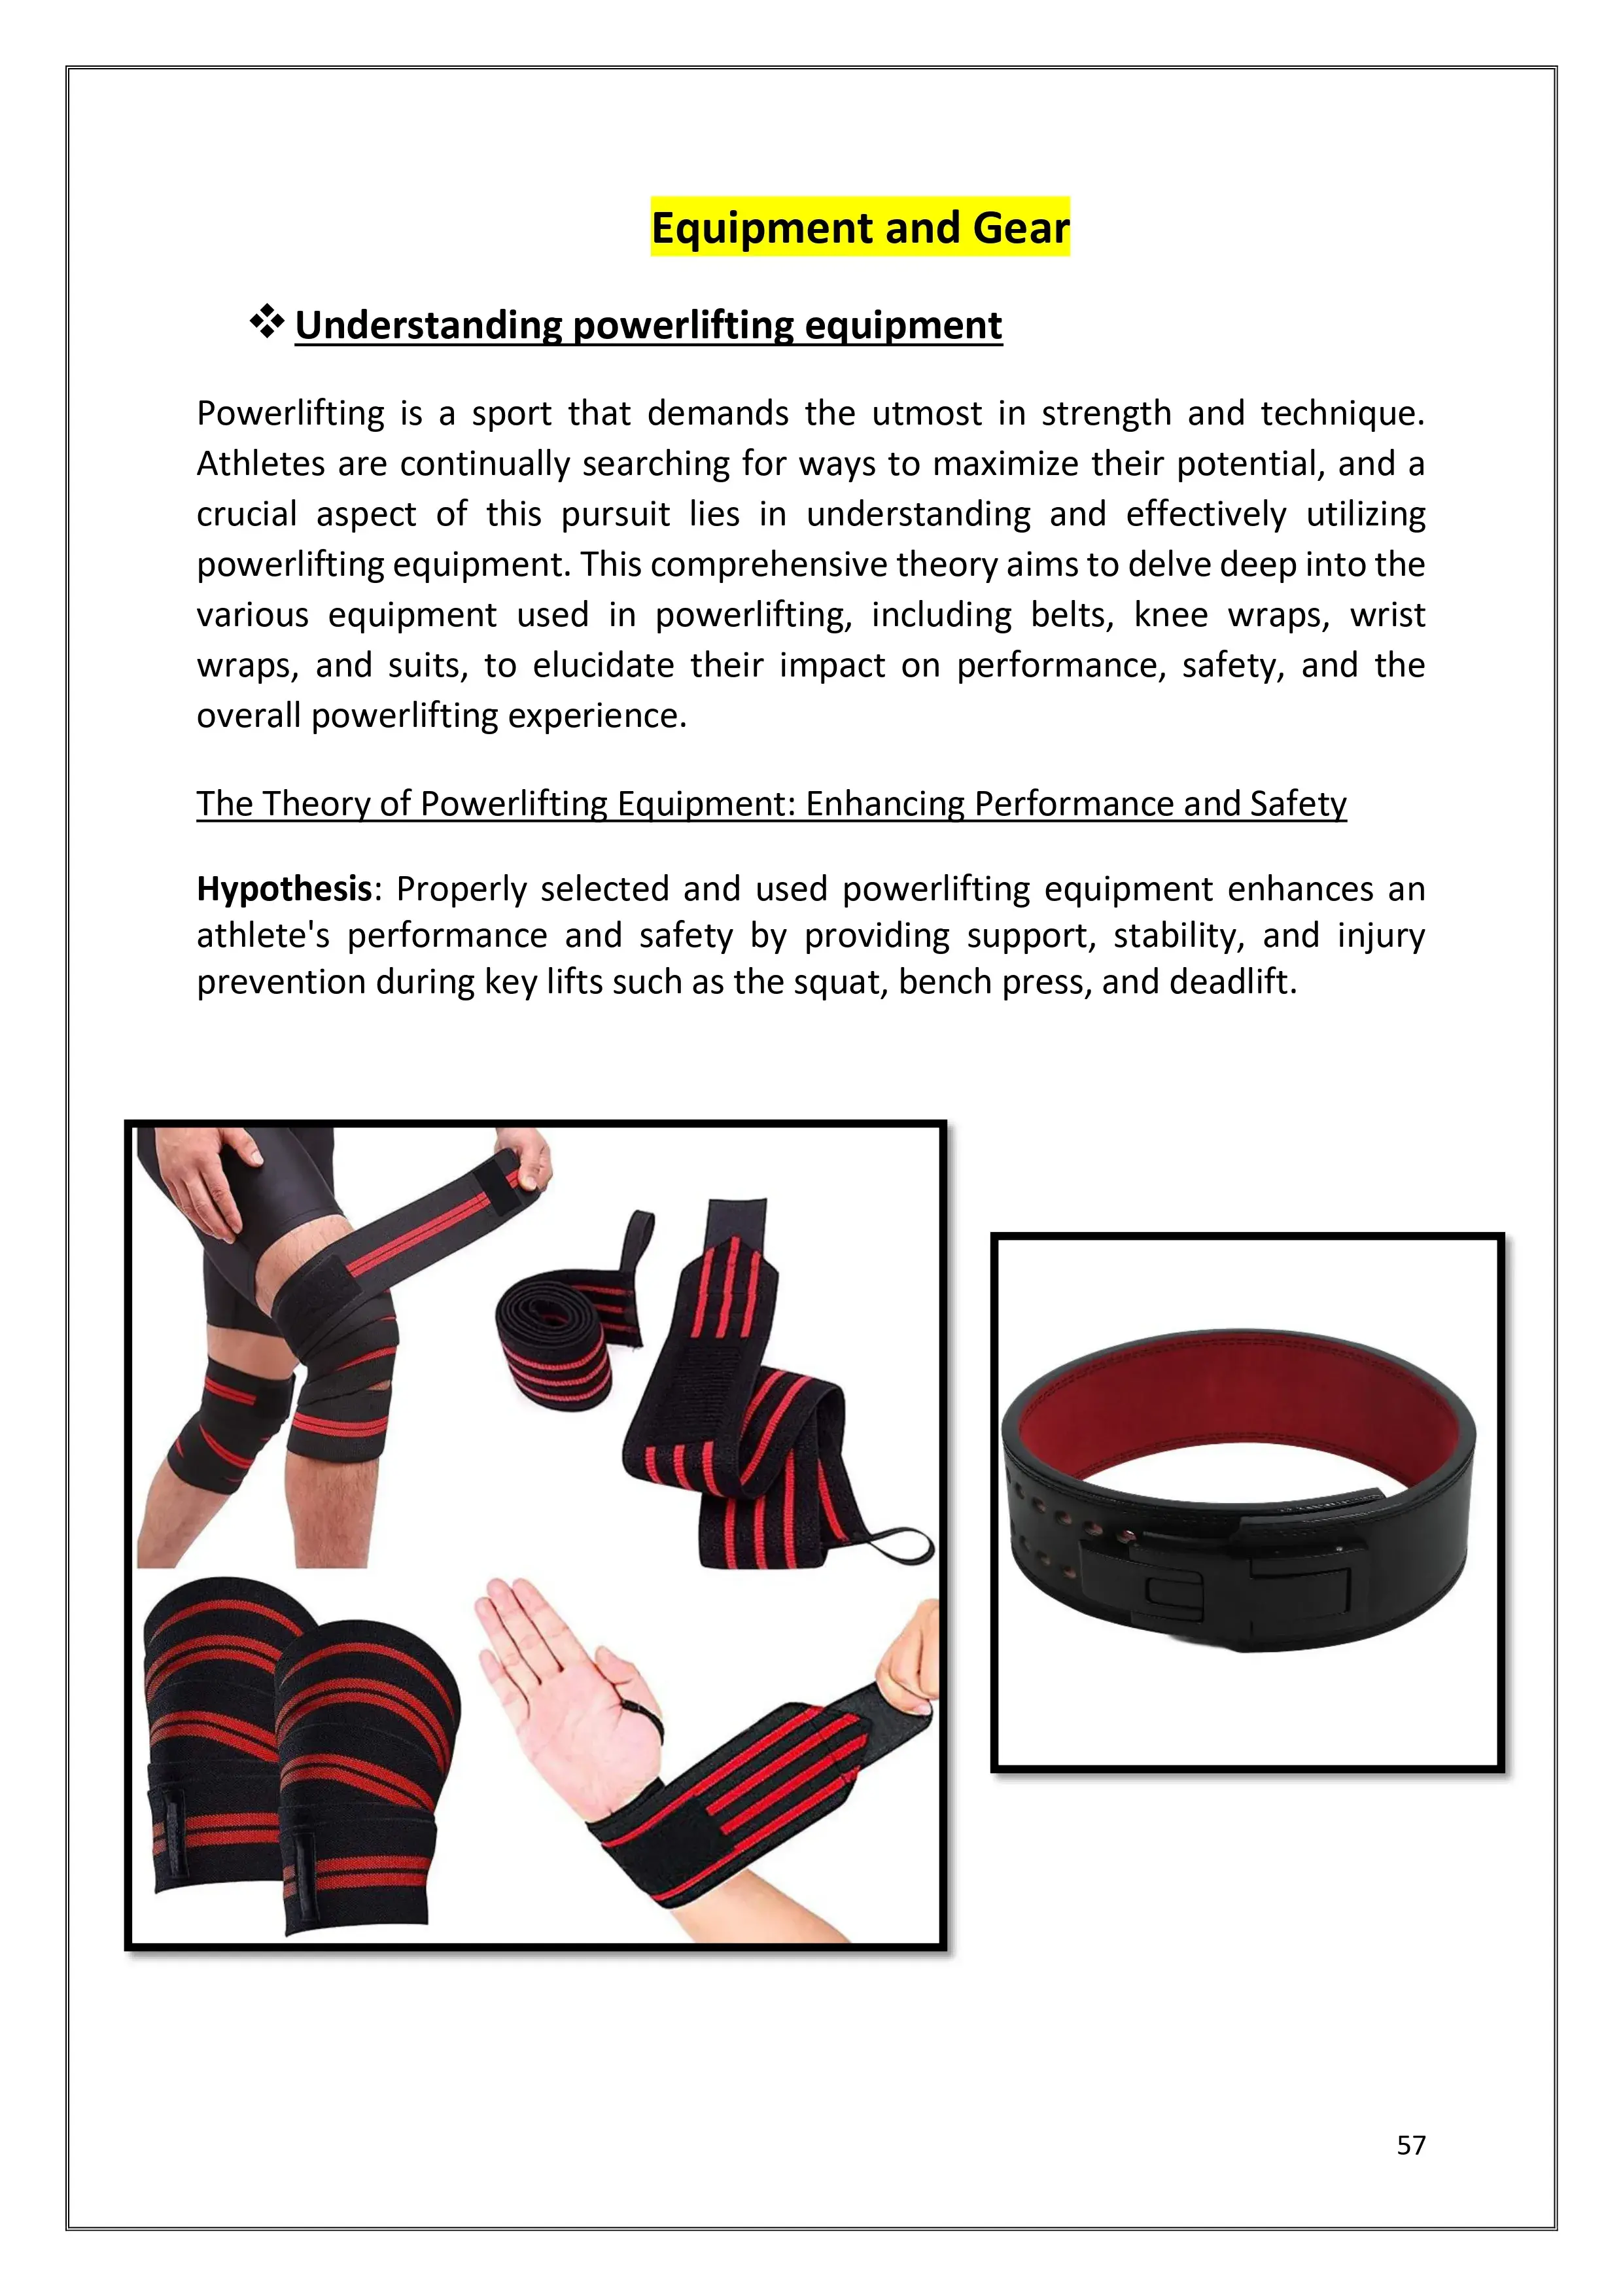 Equipment and Gear
Understanding powerlifting equipment
Powerlifting is a sport that demands the utmost in strength and technique.
Athletes are continually searching for ways to maximize their potential, and a
crucial aspect of this pursuit lies in understanding and effectively utilizing
powerlifting equipment. This comprehensive theory aims to delve deep into the
various equipment used in powerlifting, including belts, knee wraps, wrist
wraps, and suits, to elucidate their impact on performance, safety, and the
overall powerlifting experience.
The Theory of Powerlifting Equipment: Enhancing Performance and Safety
Hypothesis: Properly selected and used powerlifting equipment enhances an
athlete's performance and safety by providing support, stability, and injury
prevention during key lifts such as the squat, bench press, and deadlift.
57